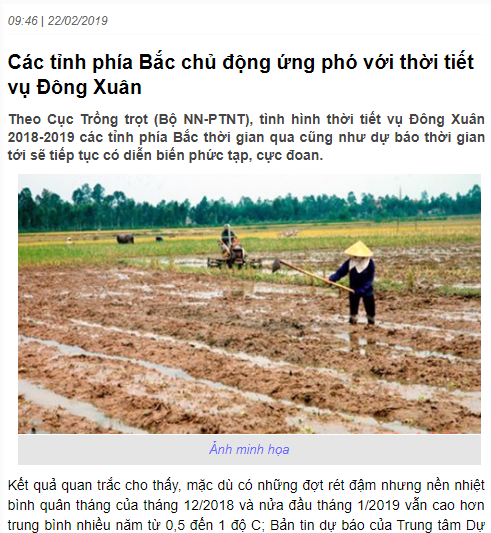 09:46 | 22/02/2019
Các tỉnh phía Bắc chủ động ứng phó với thời tiết
vụ Đông Xuân
Theo Cục Trồng trọt (Bộ NN-PTNT), tình hình thời tiết vụ Đông Xuân
2018-2019 các tỉnh phía Bắc thời gian qua cũng như dự báo thời gian
tới sẽ tiếp tục có diễn biến phức tạp, cực đoan.
Ảnh minh họa
Kết quả quan trắc cho thấy, mặc dù có những đợt rét đậm nhưng nền nhiệt
bình quân tháng của tháng 12/2018 và nửa đầu tháng 1/2019 vẫn cao hơn
trung bình nhiều năm từ 0,5 đến 1 độ C; Bản tin dự báo của Trung tâm Dự